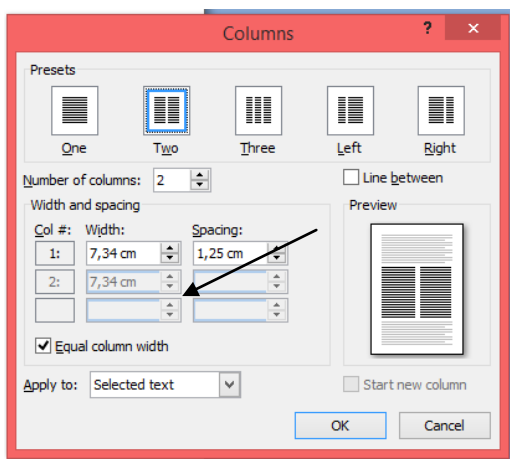 Columns ? ×
Presets
One Two Three Left Right
Number of columns: 2 Line between
Width and spacing Preview
Col #: Width: Spacing:
1: 7,34 cm 1,25 cm
2: 7,34 cm
Equal column width
Apply to: Selected text Start new column
OK Cancel